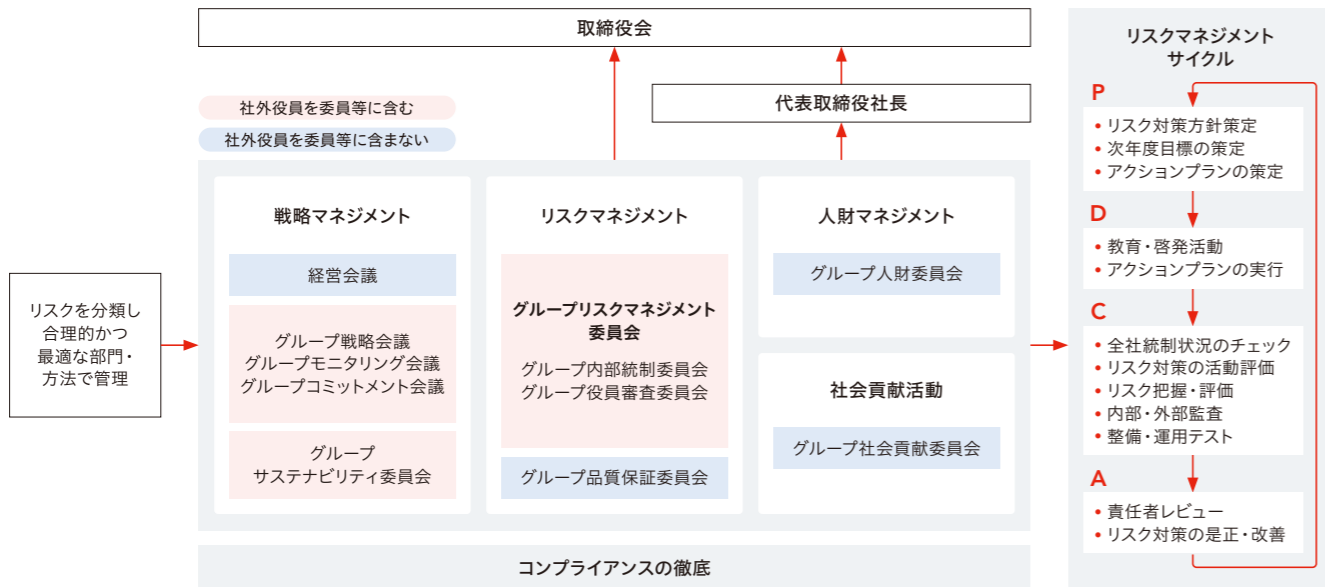 取締役会
代表取締役社長
社外役員を委員等に含む
社外役員を委員等に含まない
リスクを分類し
合理的かつ
最適な部門・
方法で管理
戦略マネジメント
経営会議
グループ戦略会議
グループモニタリング会議
グループコミットメント会議
グループ
サステナビリティ委員会
リスクマネジメント
グループリスクマネジメント
委員会
グループ内部統制委員会
グループ役員審査委員会
グループ品質保証委員会
人財マネジメント
グループ人財委員会
社会貢献活動
グループ社会貢献委員会
コンプライアンスの徹底
リスクマネジメント
サイクル
P
• リスク対策方針策定
• 次年度目標の策定
• アクションプランの策定
D
• 教育・啓発活動
• アクションプランの実行
C
• 全社統制状況のチェック
• リスク対策の活動評価
• リスク把握・評価
• 内部・外部監査
• 整備・運用テスト
A
• 責任者レビュー
• リスク対策の是正・改善